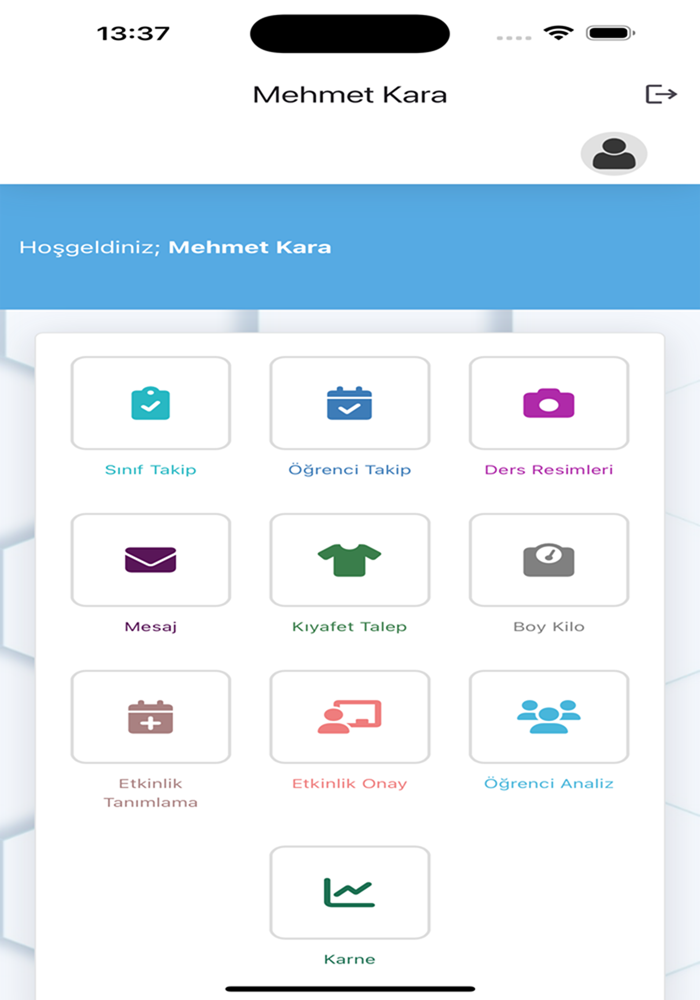 13:37
Mehmet Kara
Hoşgeldiniz; Mehmet Kara
Sınıf Takip
Öğrenci Takip
Ders Resimleri
Mesaj
Kıyafet Talep
Boy Kilo
Etkinlik
Tanımlama
Etkinlik Onay
Öğrenci Analiz
Karne